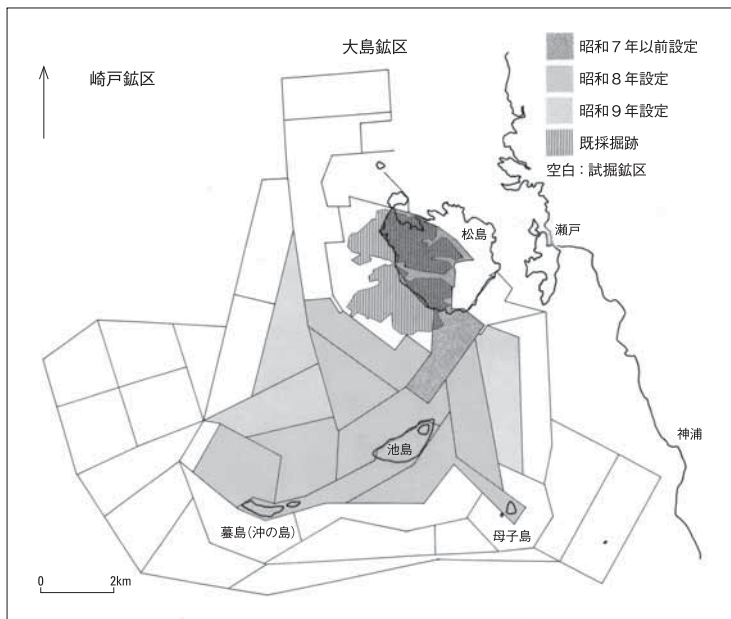 大島鉱区
崎戸鉱区
昭和7年以前設定
昭和8年設定
昭和9年設定
既採掘跡
空白：試掘鉱区
松島
瀬戸
池島
神浦
蟇島(沖の島)
母子島
0 2km